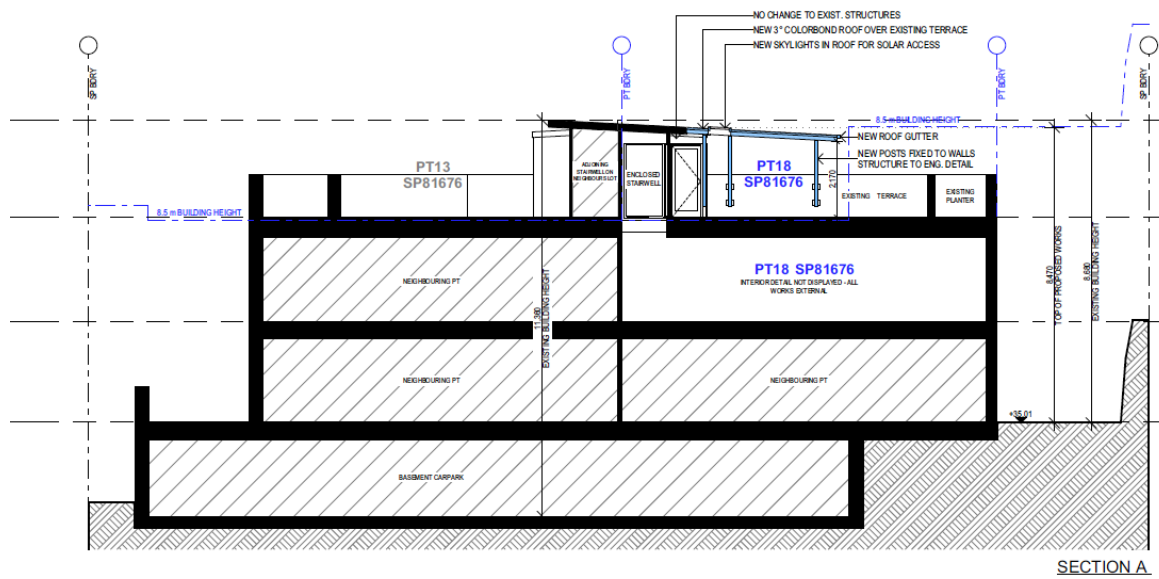 NO CHANGE TO EXIST. STRUCTURES
NEW 3° COLORBOND ROOF OVER EXISTING TERRACE
NEW SKYLIGHTS IN ROOF FOR SOLAR ACCESS
SP BDRY
PT BDRY
PT BDRY
SP BDRY
8.5 m BUILDING HEIGHT
NEW ROOF GUTTER
NEW POSTS FIXED TO WALLS
STRUCTURE TO ENG. DETAIL
PT13
SP81676
ADJOINING
STAIRWELL ON
NEIGHBOURS LOT
ENCLOSED
STAIRWELL
PT18
SP81676
2,170
EXISTING TERRACE
EXISTING
PLANTER
8.5 m BUILDING HEIGHT
NEIGHBOURING PT
PT18 SP81676
INTERIOR DETAIL NOT DISPLAYED - ALL
WORKS EXTERNAL
11,360
EXISTING BUILDING HEIGHT
8,470
TOP OF PROPOSED WORKS
8,680
EXISTING BUILDING HEIGHT
NEIGHBOURING PT
NEIGHBOURING PT
+35.01
BASEMENT CARPARK
SECTION A